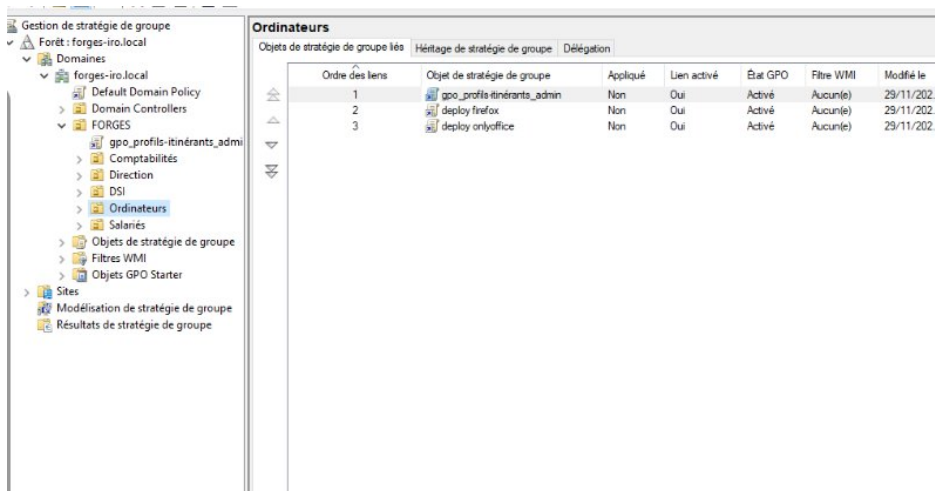 Gestion de stratégie de groupe
Forêt : forges-iro.local
Domaines
forges-iro.local
Default Domain Policy
Domain Controllers
FORGES
gpo_profils-itinérants_admi
Comptabilités
Direction
DSI
Ordinateurs
Salariés
Objets de stratégie de groupe
Filtres WMI
Objets GPO Starter
Sites
Modélisation de stratégie de groupe
Résultats de stratégie de groupe
Ordinateurs
Objets de stratégie de groupe liés Héritage de stratégie de groupe Délégation
Ordre des liens Objet de stratégie de groupe Appliqué Lien activé État GPO Filtre WMI Modifié le
1 gpo_profils-itinérants_admin Non Oui Activé Aucun(e) 29/11/202.
2 deploy firefox Non Oui Activé Aucun(e) 29/11/202.
3 deploy onlyoffice Non Oui Activé Aucun(e) 29/11/202.